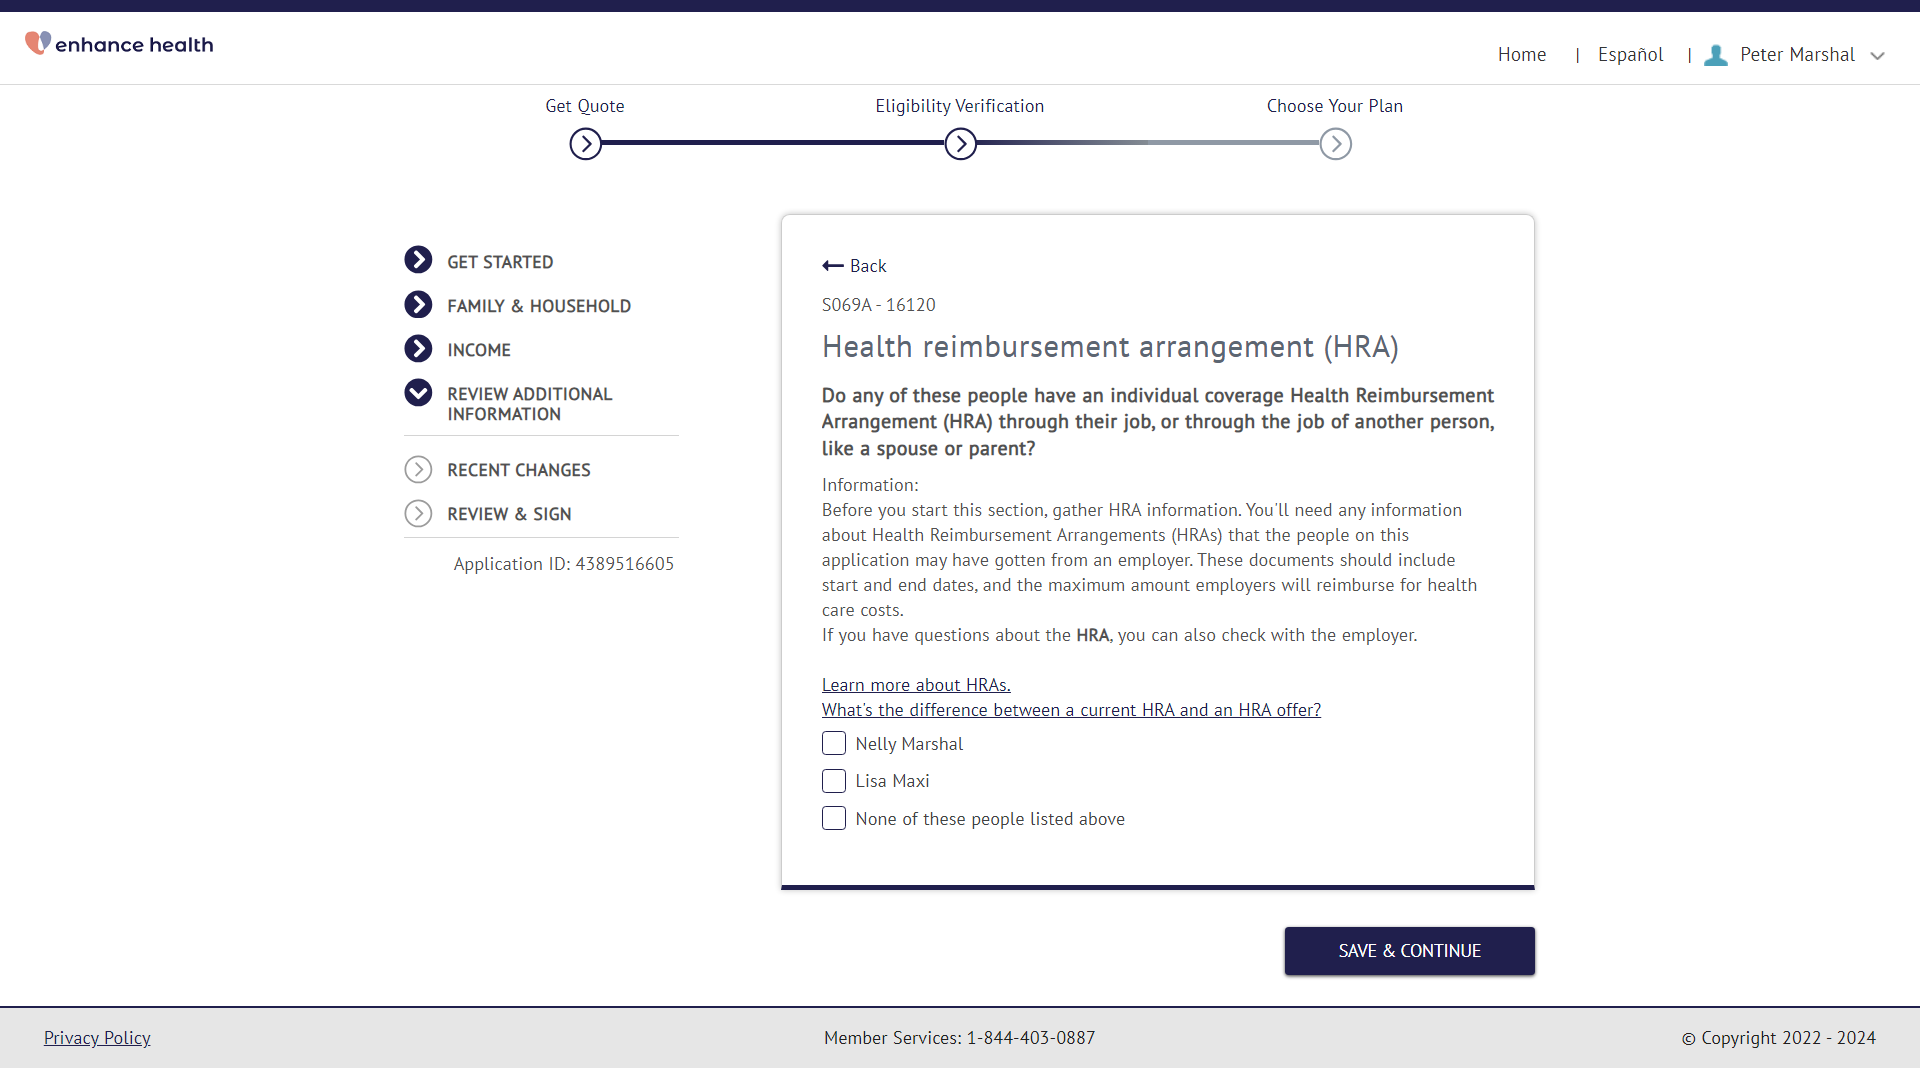 enhance health
Home | Español | Peter Marshal
Get Quote
Eligibility Verification
Choose Your Plan
GET STARTED
FAMILY & HOUSEHOLD
INCOME
REVIEW ADDITIONAL
INFORMATION
RECENT CHANGES
REVIEW & SIGN
Application ID: 4389516605
Back
S069A - 16120
Health reimbursement arrangement (HRA)
Do any of these people have an individual coverage Health Reimbursement
Arrangement (HRA) through their job, or through the job of another person,
like a spouse or parent?
Information:
Before you start this section, gather HRA information. You'll need any information
about Health Reimbursement Arrangements (HRAs) that the people on this
application may have gotten from an employer. These documents should include
start and end dates, and the maximum amount employers will reimburse for health
care costs.
If you have questions about the HRA, you can also check with the employer.
Learn more about HRAs.
What's the difference between a current HRA and an HRA offer?
Nelly Marshal
Lisa Maxi
None of these people listed above
SAVE & CONTINUE
Privacy Policy
Member Services: 1-844-403-0887
© Copyright 2022 - 2024